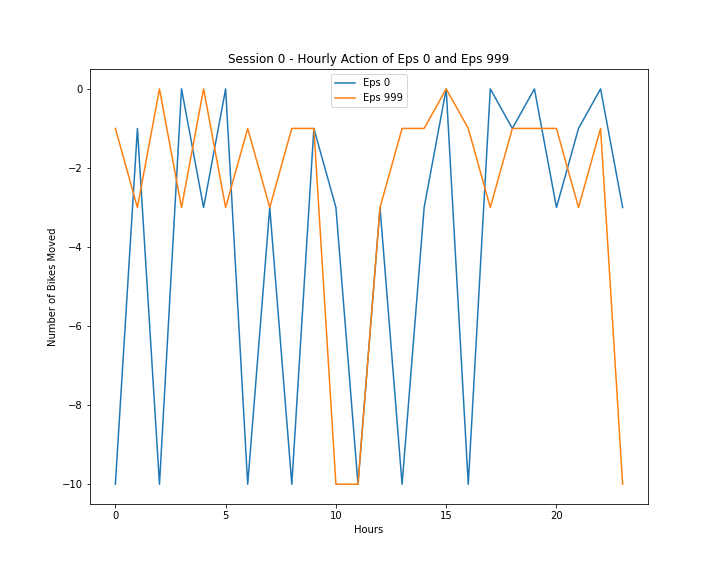 Session 0 - Hourly Action of Eps 0 and Eps 999
Eps 0
Eps 999
Number of Bikes Moved
0
−2
−4
−6
−8
−10
0 5 10 15 20
Hours